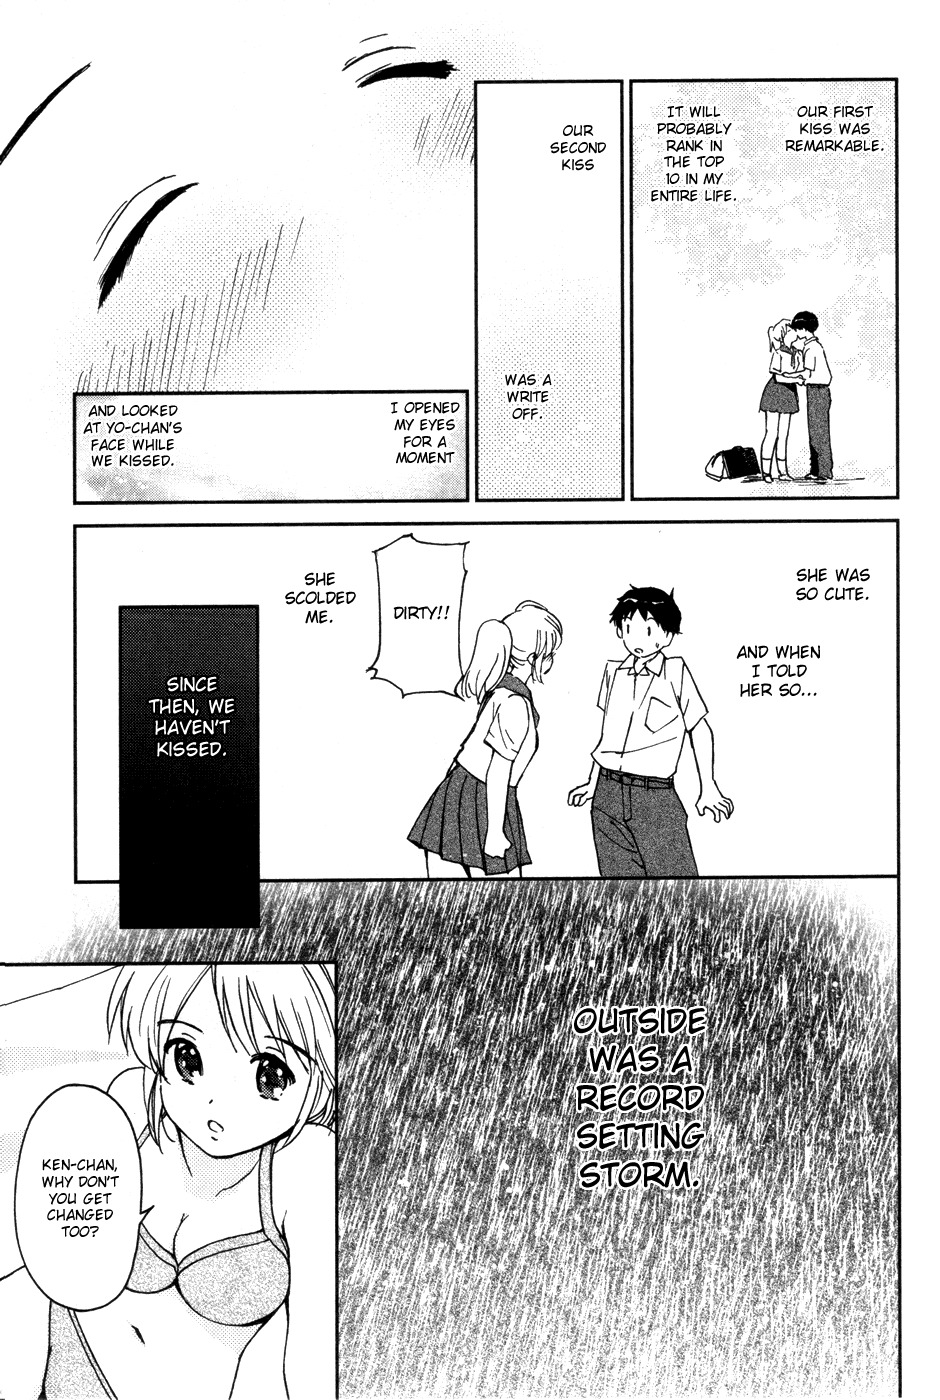 OUR FIRST
KISS WAS
REMARKABLE.
IT WILL
PROBABLY
RANK IN
THE TOP
10 IN MY
ENTIRE LIFE.
OUR
SECOND
KISS
WAS A
WRITE
OFF.
I OPENED
MY EYES
FOR A
MOMENT
AND LOOKED
AT YO-CHAN'S
FACE WHILE
WE KISSED.
SHE WAS
SO CUTE.
AND WHEN
I TOLD
HER SO...
DIRTY!!
SHE
SCOLDED
ME.
SINCE
THEN, WE
HAVEN'T
KISSED.
OUTSIDE
WAS A
RECORD
SETTING
STORM.
KEN-CHAN,
WHY DON'T
YOU GET
CHANGED
TOO?